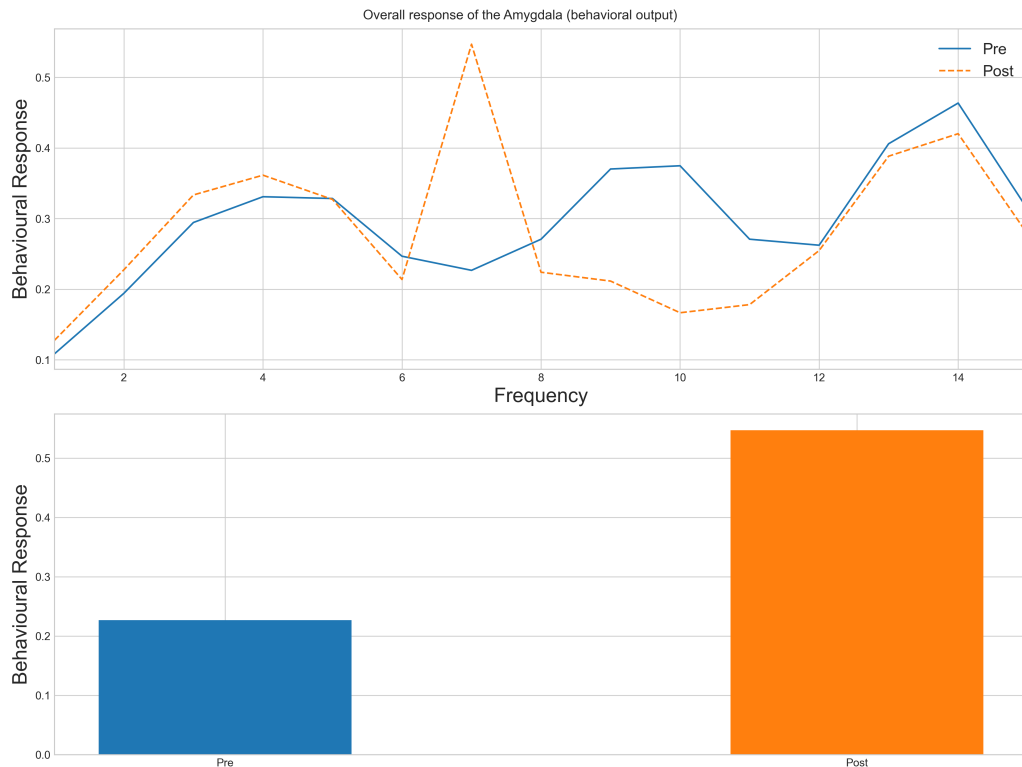 Overall response of the Amygdala (behavioral output)
Behavioural Response
0.5
0.4
0.3
0.2
0.1
Pre
Post
2 4 6 8 10 12 14
Frequency
Behavioural Response
0.5
0.4
0.3
0.2
0.1
0.0
Pre Post